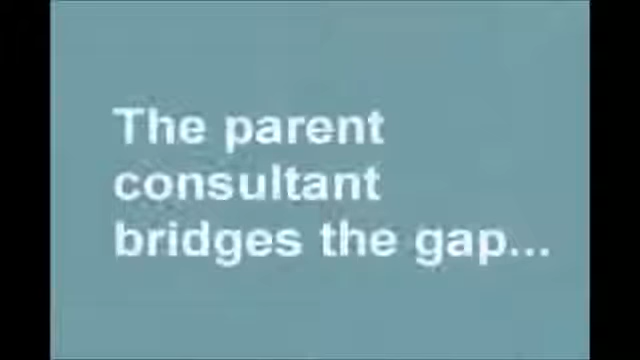 The parent
consultant
bridges the gap...